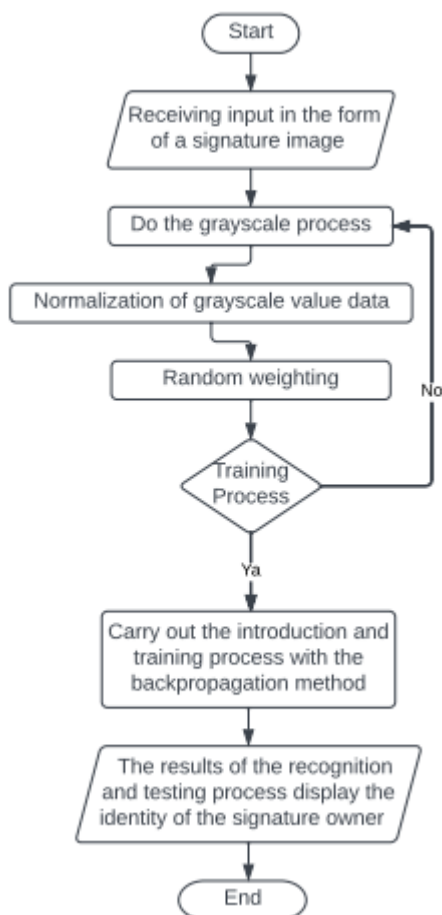 Start
Receiving input in the form
of a signature image
Do the grayscale process
Normalization of grayscale value data
Random weighting
No
Training
Process
Ya
Carry out the introduction and
training process with the
backpropagation method
The results of the recognition
and testing process display the
identity of the signature owner
End